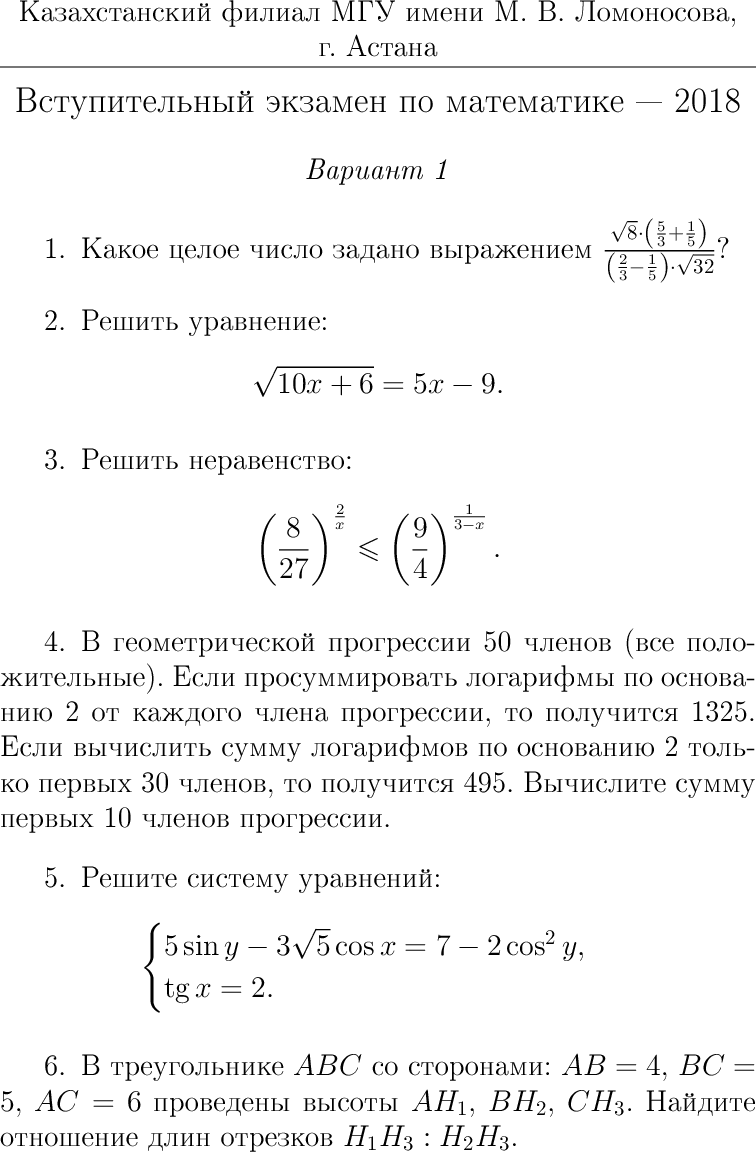 Казахстанский филиал МГУ имени М. В. Ломоносова,
г. Астана
Вступительный экзамен по математике — 2018
Вариант 1
1. Какое целое число задано выражением $\frac{\sqrt{8}\cdot\left(\frac{5}{3}+\frac{1}{5}\right)}{\left(\frac{2}{3}-\frac{1}{5}\right)\cdot\sqrt{32}}$?
2. Решить уравнение:
$\sqrt{10x+6} = 5x - 9.$
3. Решить неравенство:
$\left(\frac{8}{27}\right)^{\frac{2}{x}} \leqslant \left(\frac{9}{4}\right)^{\frac{1}{3-x}}.$
4. В геометрической прогрессии 50 членов (все поло-
жительные). Если просуммировать логарифмы по основа-
нию 2 от каждого члена прогрессии, то получится 1325.
Если вычислить сумму логарифмов по основанию 2 толь-
ко первых 30 членов, то получится 495. Вычислите сумму
первых 10 членов прогрессии.
5. Решите систему уравнений:
$\begin{cases} 5\sin y - 3\sqrt{5}\cos x = 7 - 2\cos^2 y, \\ \operatorname{tg} x = 2. \end{cases}$
6. В треугольнике $ABC$ со сторонами: $AB = 4$, $BC =$
$5$, $AC = 6$ проведены высоты $AH_1$, $BH_2$, $CH_3$. Найдите
отношение длин отрезков $H_1H_3 : H_2H_3$.